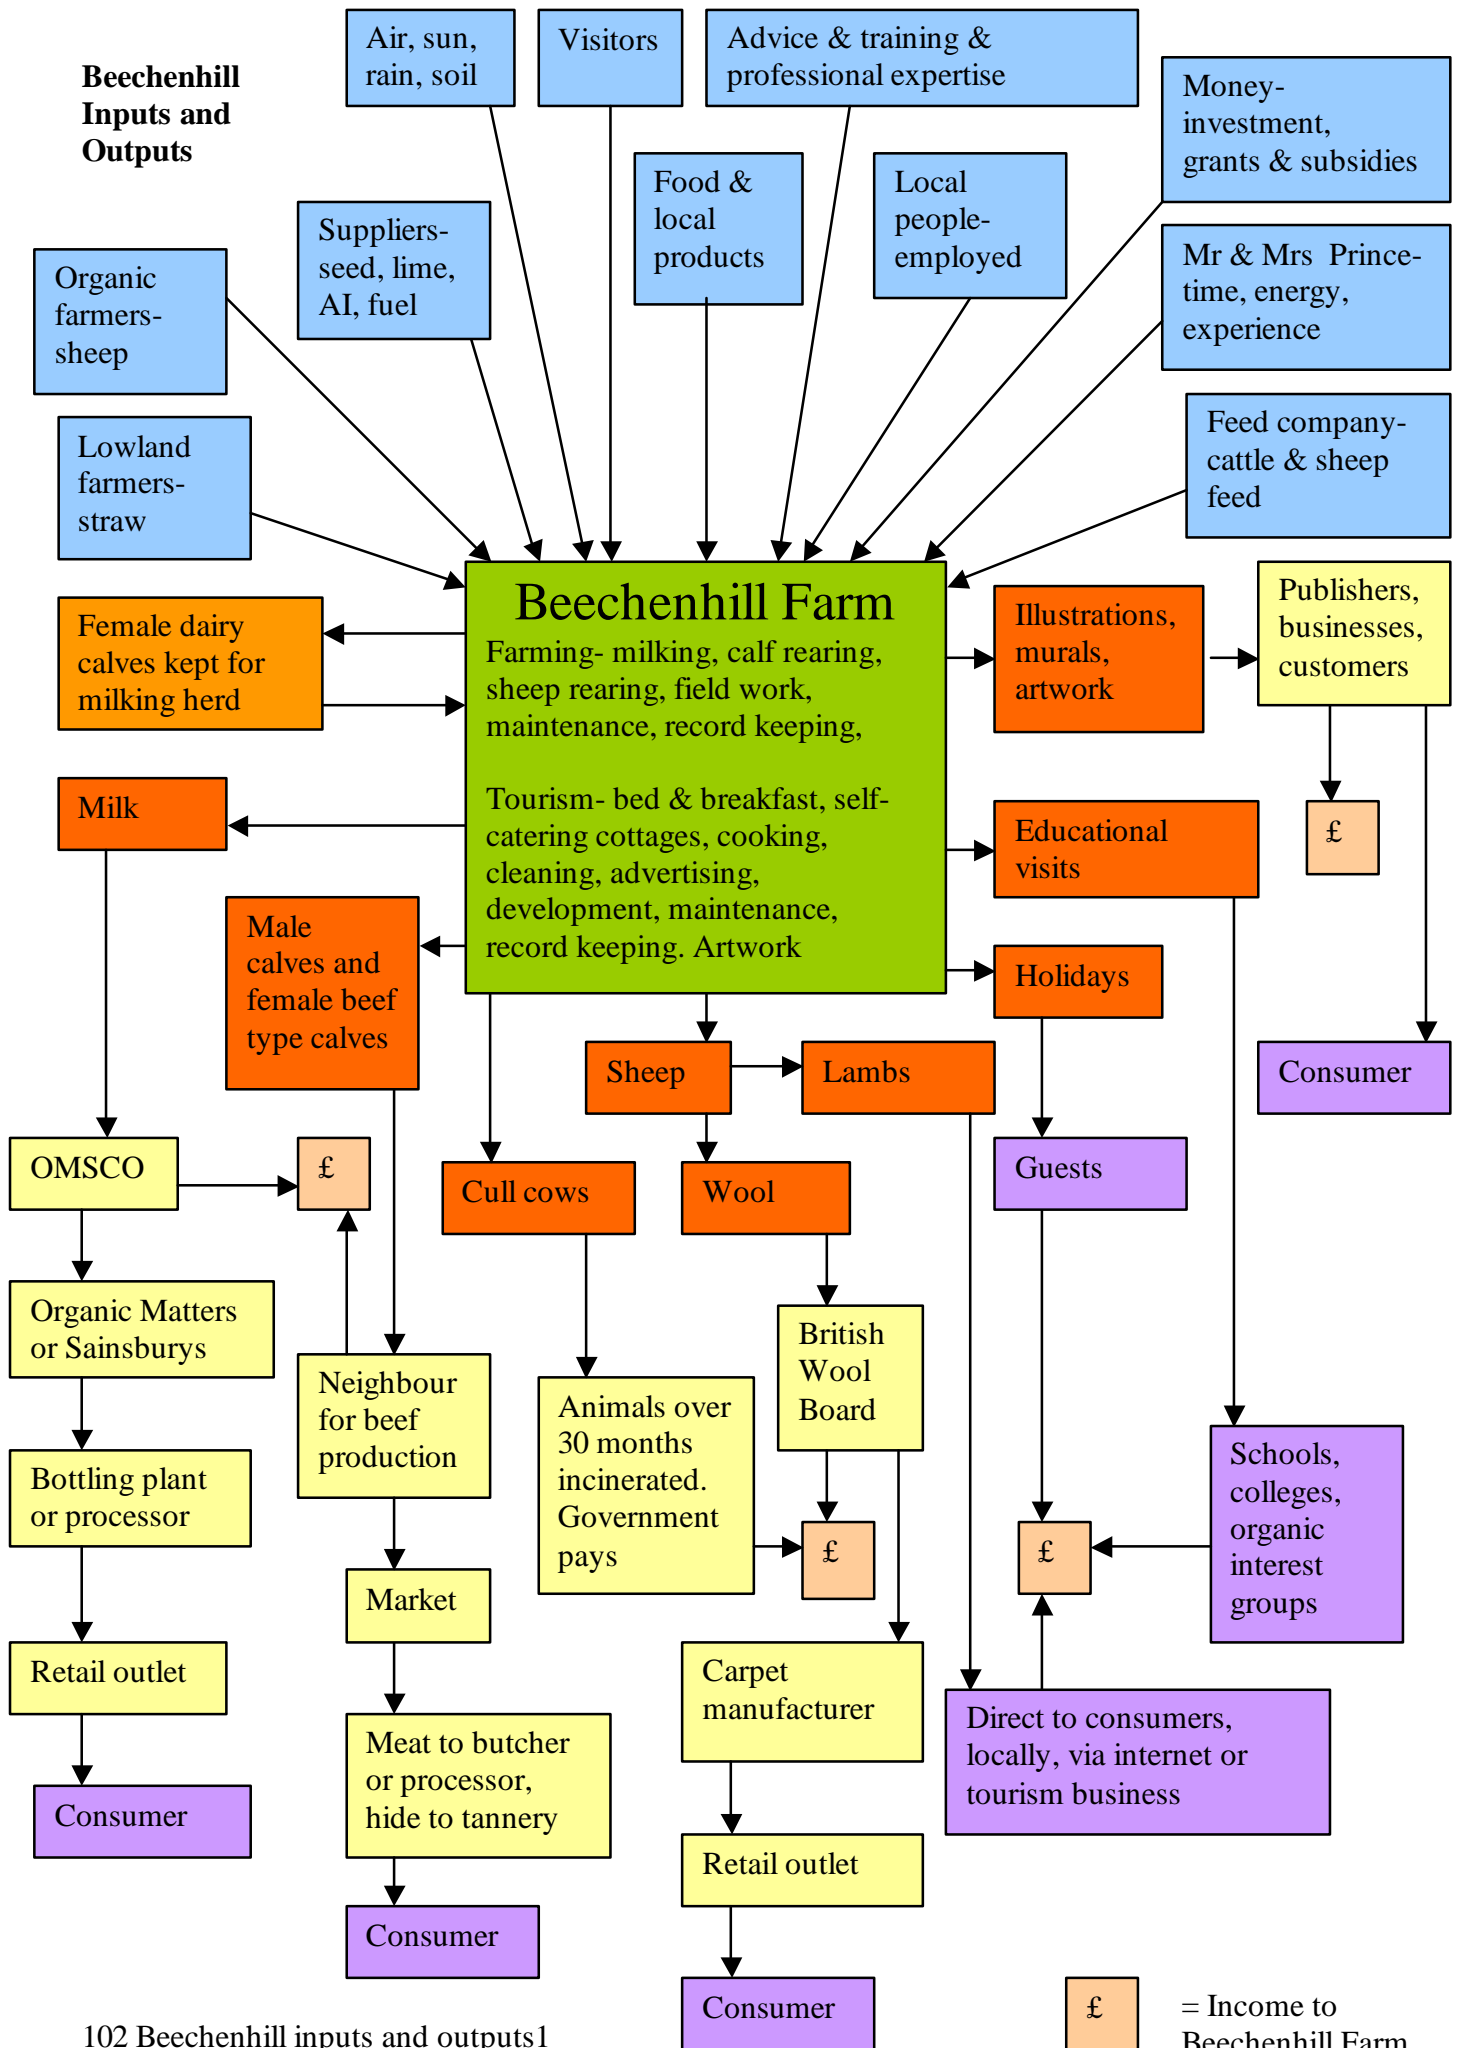 Beechenhill
Inputs and
Outputs
Air, sun,
rain, soil
Visitors
Advice & training &
professional expertise
Money-
investment,
grants & subsidies
Food &
local
products
Local
people-
employed
Suppliers-
seed, lime,
AI, fuel
Mr & Mrs  Prince-
time, energy,
experience
Organic
farmers-
sheep
Lowland
farmers-
straw
Feed company-
cattle & sheep
feed
Beechenhill Farm
Farming- milking, calf rearing,
sheep rearing, field work,
maintenance, record keeping,
Tourism- bed & breakfast, self-
catering cottages, cooking,
cleaning, advertising,
development, maintenance,
record keeping. Artwork
Female dairy
calves kept for
milking herd
Illustrations,
murals,
artwork
Publishers,
businesses,
customers
Milk
Educational
visits
£
Male
calves and
female beef
type calves
Holidays
Sheep
Lambs
Consumer
OMSCO
£
Cull cows
Wool
Guests
Organic Matters
or Sainsburys
Neighbour
for beef
production
Animals over
30 months
incinerated.
Government
pays
British
Wool
Board
Schools,
colleges,
organic
interest
groups
Bottling plant
or processor
£
£
Market
Retail outlet
Carpet
manufacturer
Direct to consumers,
locally, via internet or
tourism business
Meat to butcher
or processor,
hide to tannery
Consumer
Retail outlet
Consumer
Consumer
£
= Income to
Beechenhill Farm
102 Beechenhill inputs and outputs1